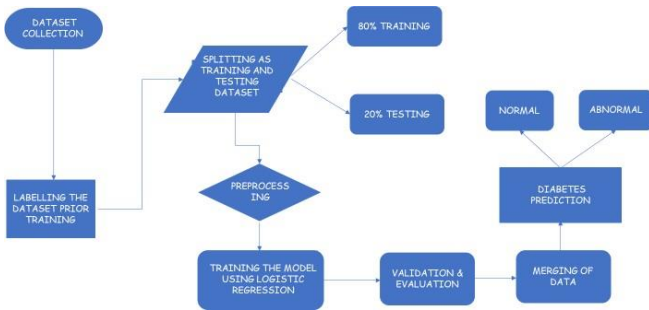 DATASET
COLLECTION
SPLITTING AS
TRAINING AND
TESTING
DATASET
80% TRAINING
20% TESTING
NORMAL
ABNORMAL
LABELLING THE
DATASET PRIOR
TRAINING
PREPROCESS
ING
DIABETES
PREDICTION
TRAINING THE MODEL
USING LOGISTIC
REGRESSION
VALIDATION &
EVALUATION
MERGING OF
DATA